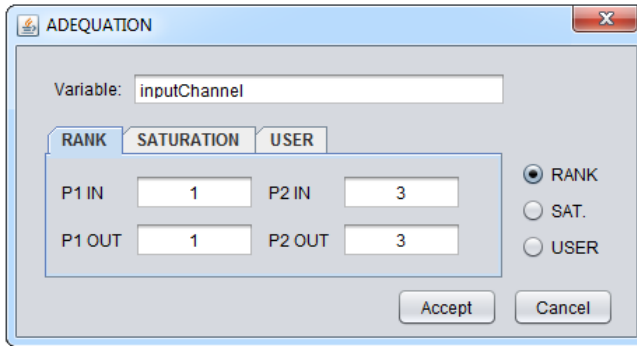 ADEQUATION
Variable: inputChannel
RANK SATURATION USER
P1 IN 1 P2 IN 3
P1 OUT 1 P2 OUT 3
RANK
SAT.
USER
Accept Cancel